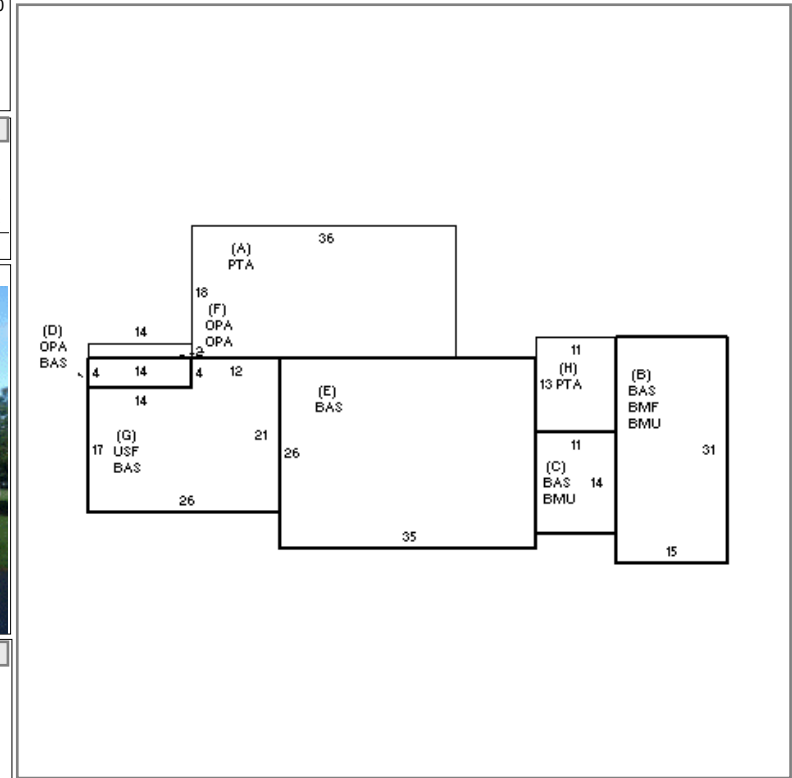 36
(A)
PTA
18
(F)
OPA
OPA
(D)
OPA
BAS
14
2
4
14
4
12
14
(G)
USF
BAS
17
21
26
(E)
BAS
26
35
11
(H)
13 PTA
11
(C)
BAS
BMU
14
(B)
BAS
BMF
BMU
31
15